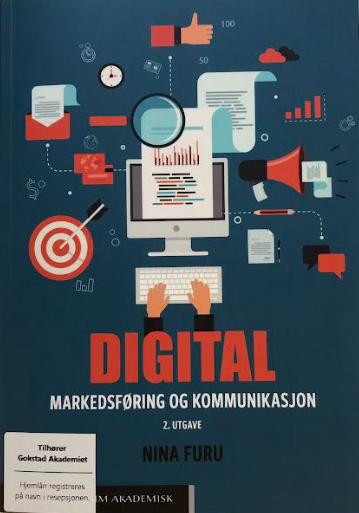 100
50
DIGITAL
MARKEDSFØRING OG KOMMUNIKASJON
2. UTGAVE
NINA FURU
Tilhører
Gokstad Akademiet
Hjemlån registreres
på navn i resepsjonen.
M AKADEMISK